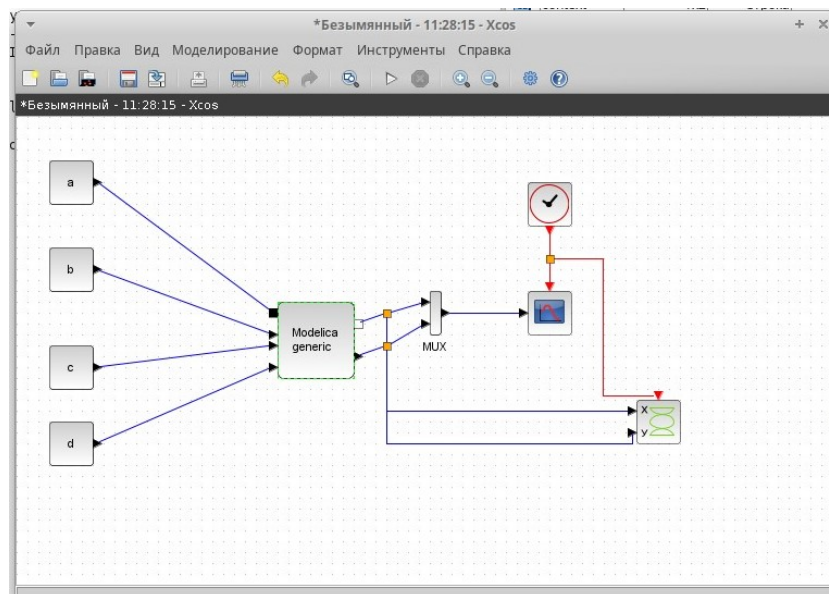 *Безымянный - 11:28:15 - Xcos
Файл Правка Вид Моделирование Формат Инструменты Справка
*Безымянный - 11:28:15 - Xcos
a
b
c
d
Modelica
generic
MUX
X
y